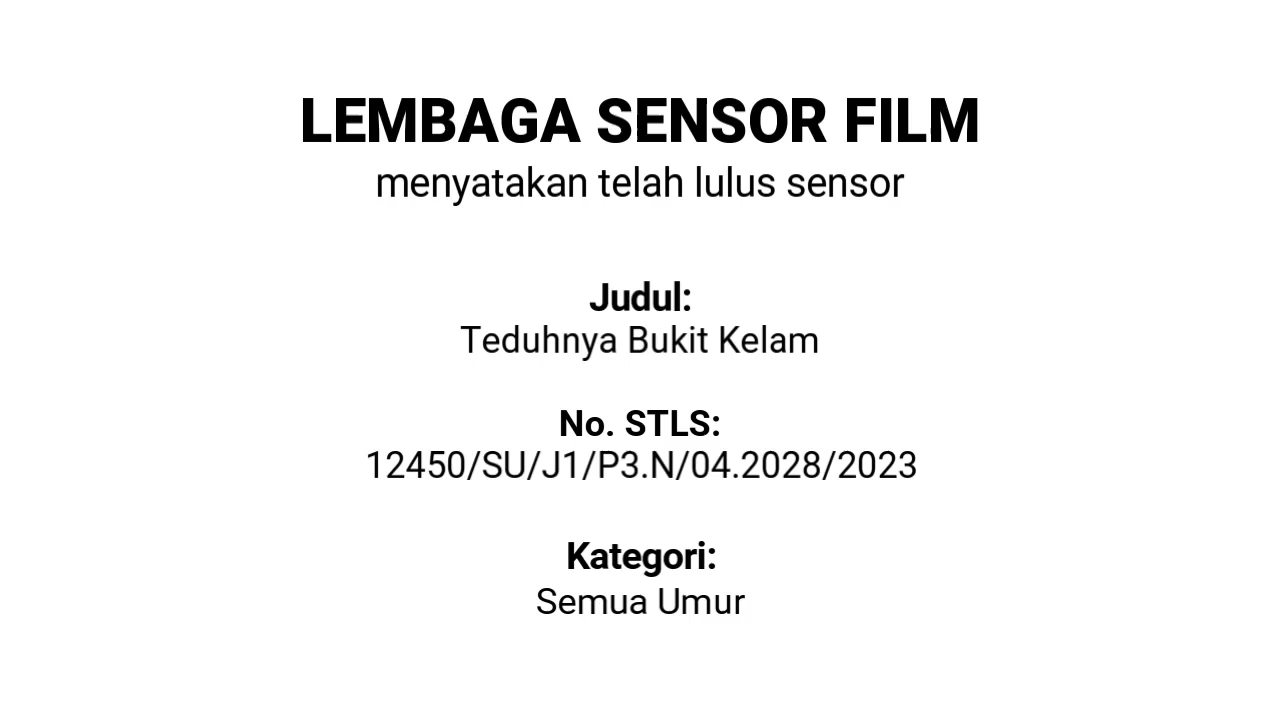 LEMBAGA SENSOR FILM
menyatakan telah lulus sensor
Judul:
Teduhnya Bukit Kelam
No. STLS:
12450/SU/J1/P3.N/04.2028/2023
Kategori:
Semua Umur